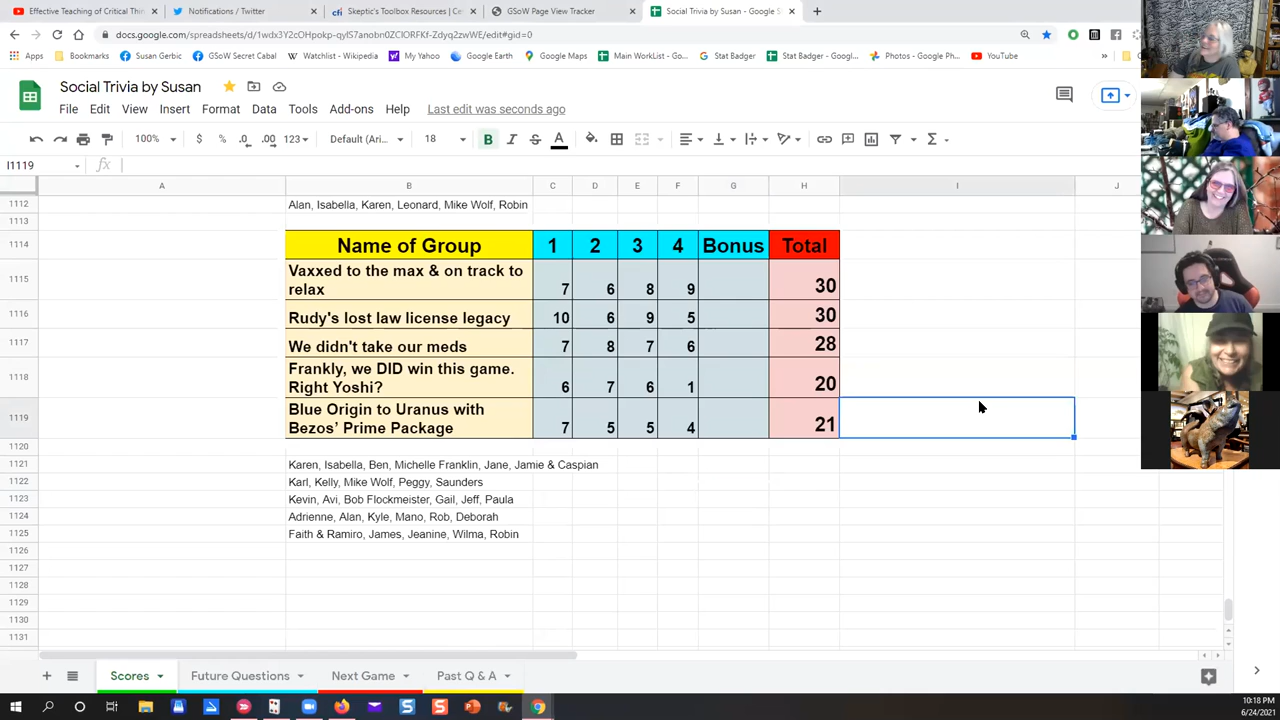 Effective Teaching of Critical Thin
Notifications / Twitter
Skeptic's Toolbox Resources | Ce
GSoW Page View Tracker
Social Trivia by Susan - Google S
docs.google.com/spreadsheets/d/1wdx3Y2cOHpokp-qyIS7anobn0ZClORFKf-Zdyq2zwWE/edit#gid=0
Apps Bookmarks Susan Gerbic GSoW Secret Ca Watchlist - Wikip My Yahoo Google Maps Main WorkList - Go Stat Badger Stat Badger - Googl Photos - Google Ph YouTube
Social Trivia by Susan
File Edit View Insert Format Data Tools Add-ons Help Last edit was seconds ago
100% $ % .0 .00 123 Default (Ari... 18 B I S A
I1119 fx
A B C D E F G H I J
1112 Alan, Isabella, Karen, Leonard, Mike Wolf, Robin
1113
1114 Name of Group 1 2 3 4 Bonus Total
1115 Vaxxed to the max & on track to
relax 7 6 8 9 30
1116 Rudy's lost law license legacy 10 6 9 5 30
1117 We didn't take our meds 7 8 7 6 28
1118 Frankly, we DID win this game.
Right Yoshi? 6 7 6 1 20
1119 Blue Origin to Uranus with
Bezos' Prime Package 7 5 5 4 21
1120
1121 Karen, Isabella, Ben, Michelle Franklin, Jane, Jamie & Caspian
1122 Karl, Kelly, Mike Wolf, Peggy, Saunders
1123 Kevin, Avi, Bob Flockmeister, Gail, Jeff, Paula
1124 Adrienne, Alan, Kyle, Mano, Rob, Deborah
1125 Faith & Ramiro, James, Jeanine, Wilma, Robin
1126
1127
1128
1129
1130
1131
Scores Future Questions Next Game Past Q & A
10:18 PM
6/24/2021